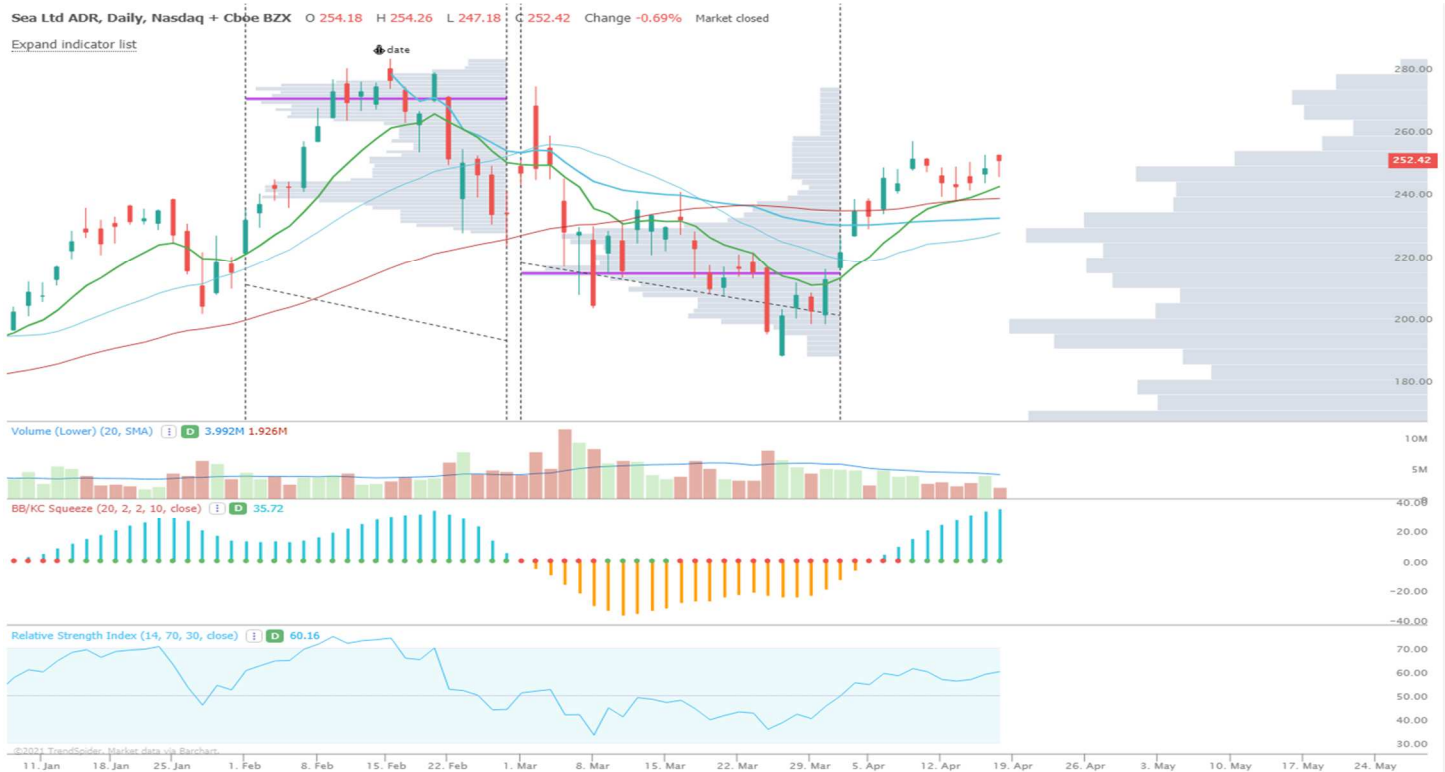 Sea Ltd ADR, Daily, Nasdaq + Cboe BZX O 254.18 H 254.26 L 247.18 C 252.42 Change -0.69% Market closed
Expand indicator list
date
280.00
260.00
252.42
240.00
220.00
200.00
180.00
Volume (Lower) (20, SMA) D 3.992M 1.926M
10M
5M
0
BB/KC Squeeze (20, 2, 2, 10, close) D 35.72
40.00
20.00
0.00
−20.00
−40.00
Relative Strength Index (14, 70, 30, close) D 60.16
70.00
60.00
50.00
40.00
30.00
©2021 TrendSpider. Market data via Barchart.
11. Jan 18. Jan 25. Jan 1. Feb 8. Feb 15. Feb 22. Feb 1. Mar 8. Mar 15. Mar 22. Mar 29. Mar 5. Apr 12. Apr 19. Apr 26. Apr 3. May 10. May 17. May 24. May